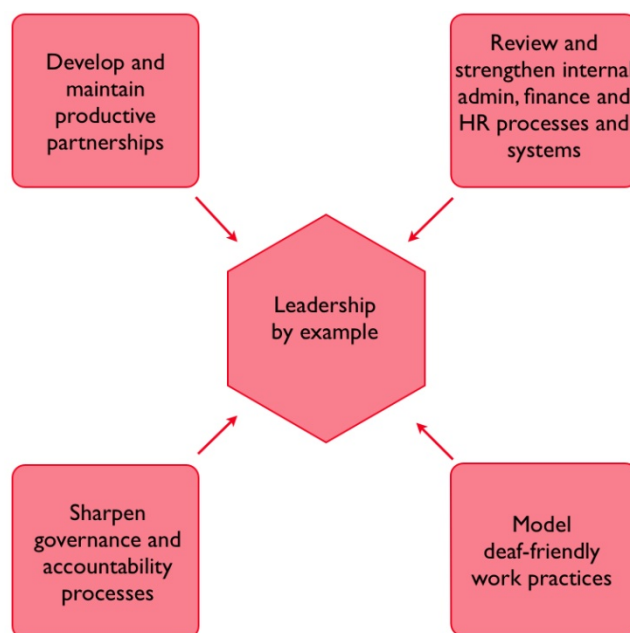 Develop and
maintain
productive
partnerships
Review and
strengthen interna
admin, finance and
HR processes and
systems
Leadership
by example
Sharpen
governance and
accountability
processes
Model
deaf-friendly
work practices